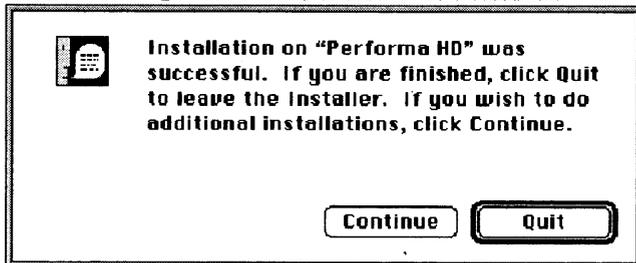 Installation on “Performa HD” was
successful. If you are finished, click Quit
to leave the Installer. If you wish to do
additional installations, click Continue.
Continue
Quit